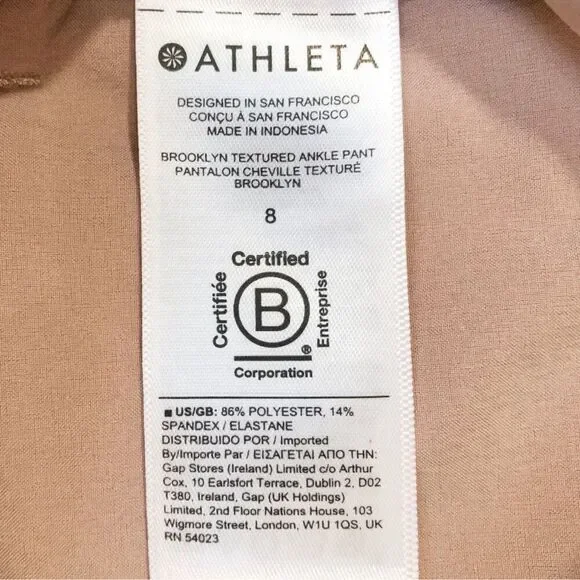 ATHLETA
DESIGNED IN SAN FRANCISCO
CONÇU À SAN FRANCISCO
MADE IN INDONESIA
BROOKLYN TEXTURED ANKLE PANT
PANTALON CHEVILLE TEXTURÉ
BROOKLYN
8
Certified
Certifiée
B
Entreprise
®
Corporation
US/GB: 86% POLYESTER, 14%
SPANDEX / ELASTANE
DISTRIBUIDO POR / Imported
By/Importe Par / ΕΙΣΑΓΕΤΑΙ ΑΠΟ ΤΗΝ:
Gap Stores (Ireland) Limited c/o Arthur
Cox, 10 Earlsfort Terrace, Dublin 2, D02
T380, Ireland, Gap (UK Holdings)
Limited, 2nd Floor Nations House, 103
Wigmore Street, London, W1U 1QS, UK
RN 54023